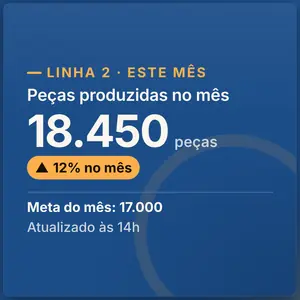 LINHA 2 · ESTE MÊS
Peças produzidas no mês
18.450 peças
▲ 12% no mês
Meta do mês: 17.000
Atualizado às 14h